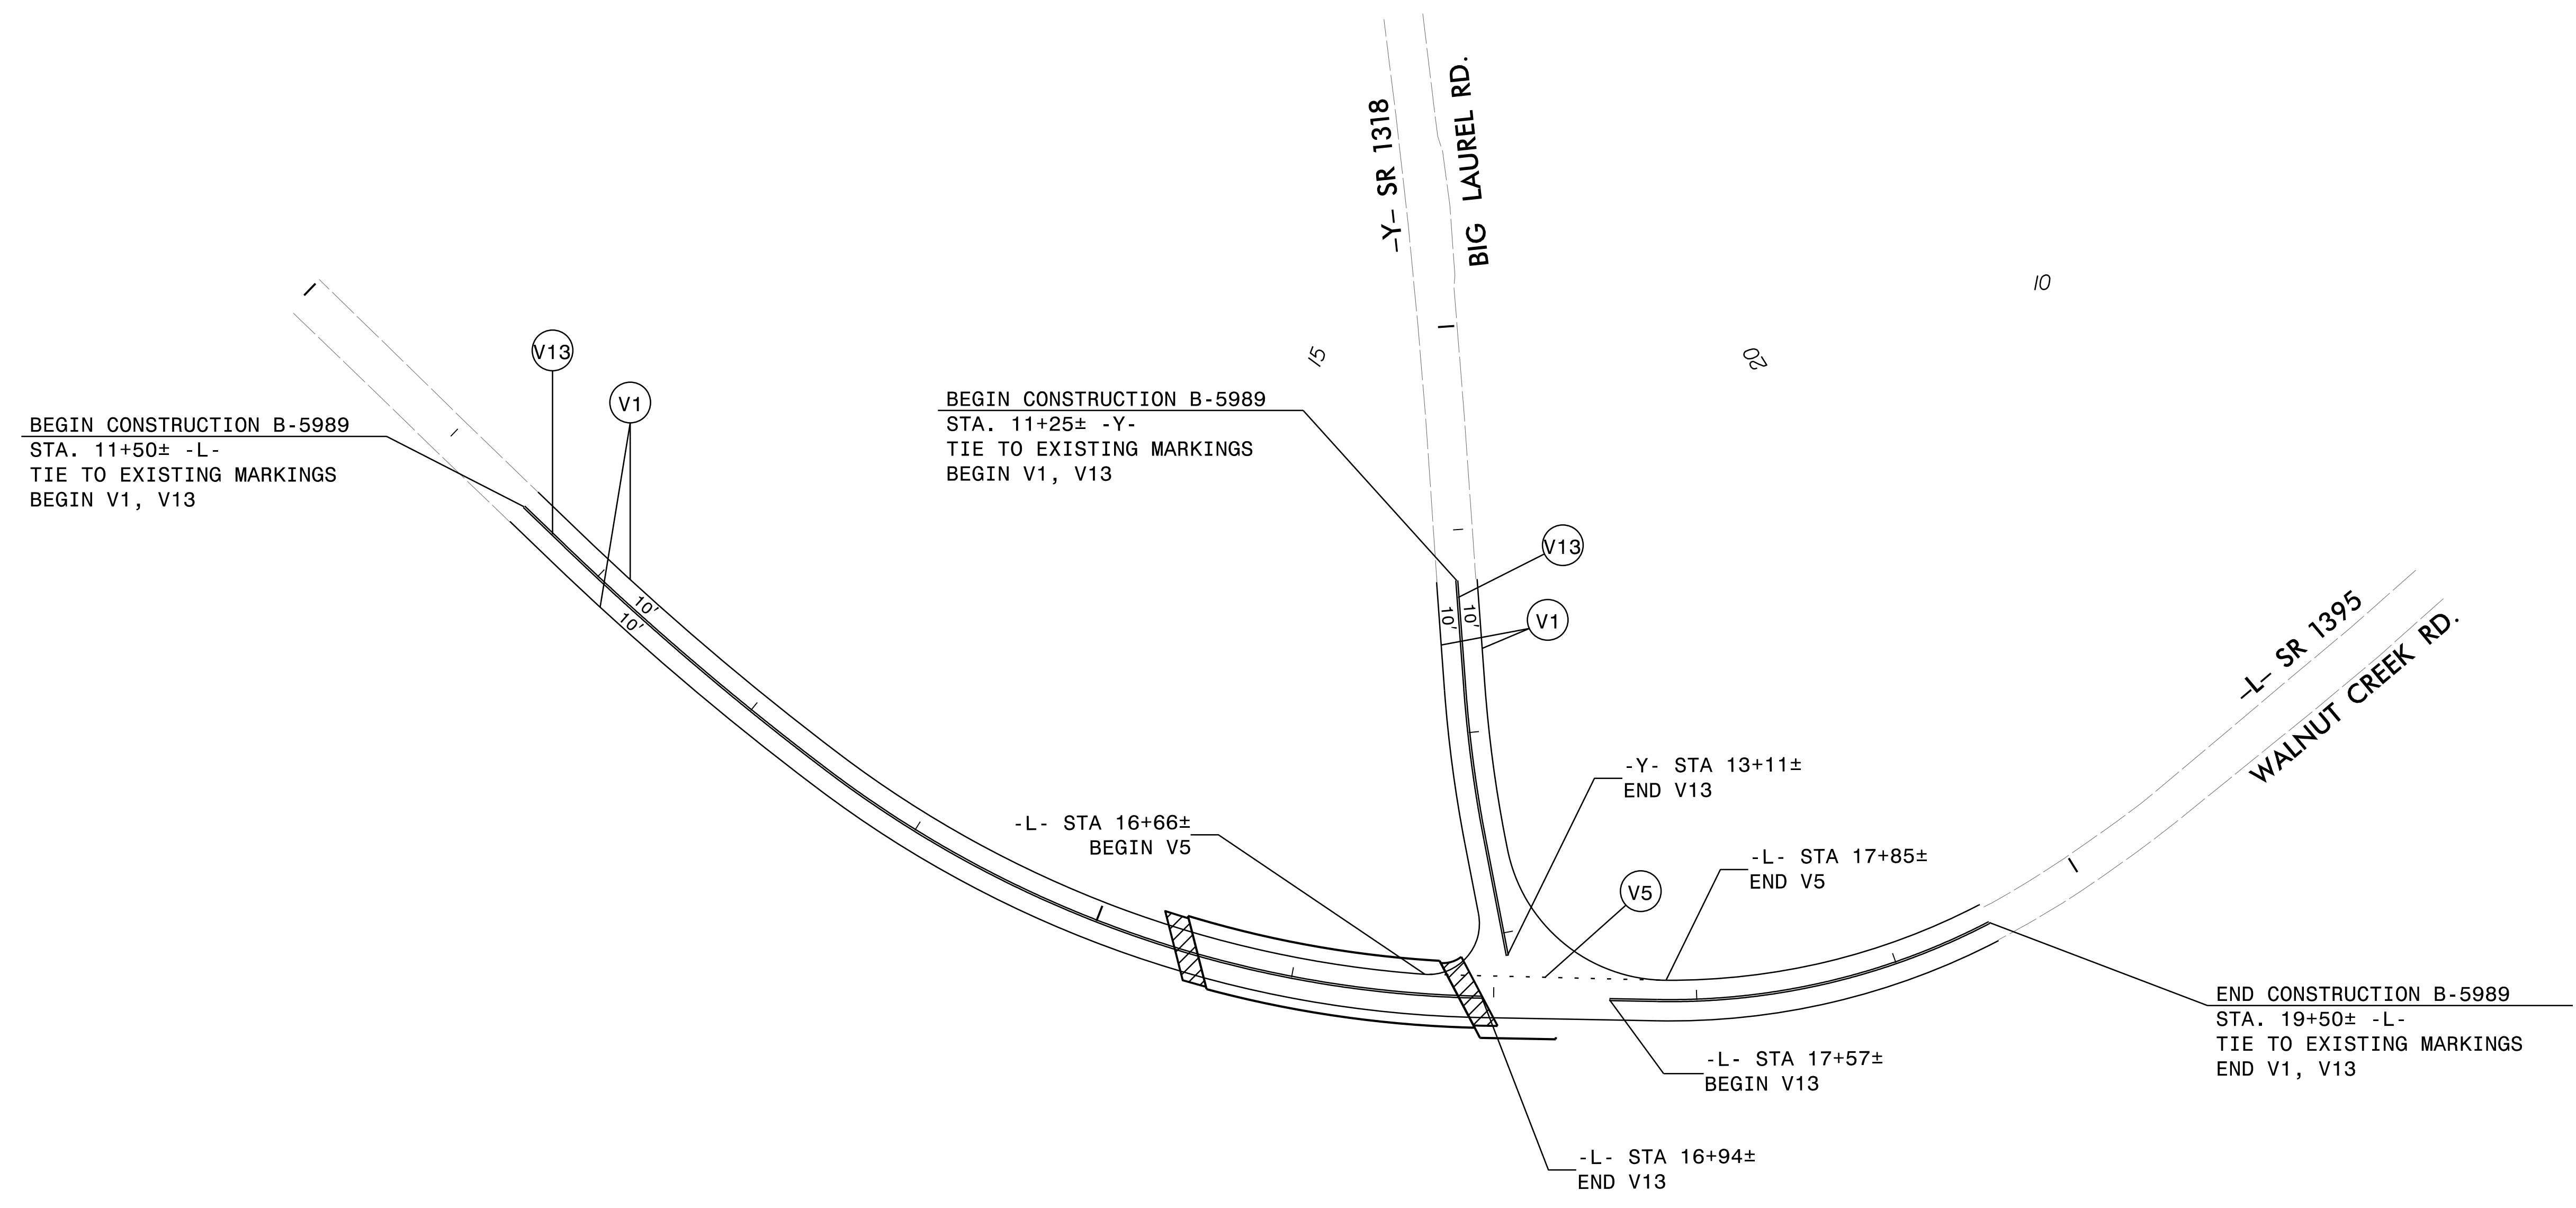 –Y– SR 1318
BIG LAUREL RD.
10
15
20
V13
V1
BEGIN CONSTRUCTION B-5989
STA. 11+50± -L-
TIE TO EXISTING MARKINGS
BEGIN V1, V13
BEGIN CONSTRUCTION B-5989
STA. 11+25± -Y-
TIE TO EXISTING MARKINGS
BEGIN V1, V13
V13
V1
10'
10'
10'
10'
–L– SR 1395
WALNUT CREEK RD.
-Y- STA 13+11±
END V13
-L- STA 16+66±
BEGIN V5
-L- STA 17+85±
END V5
V5
END CONSTRUCTION B-5989
STA. 19+50± -L-
TIE TO EXISTING MARKINGS
END V1, V13
-L- STA 17+57±
BEGIN V13
-L- STA 16+94±
END V13